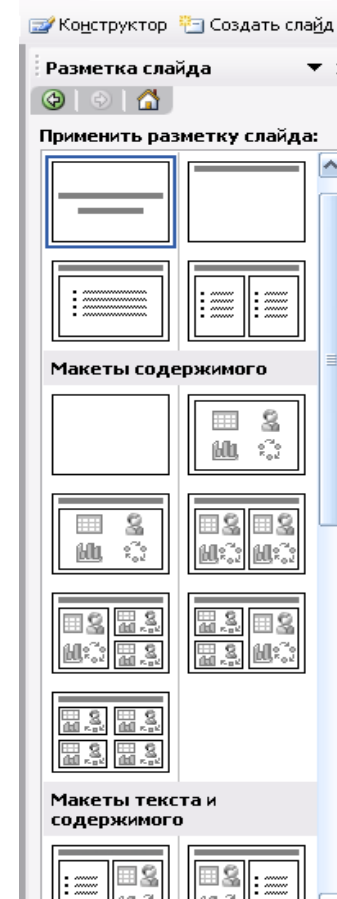 Конструктор Создать слайд
Разметка слайда
Применить разметку слайда:
Макеты содержимого
Макеты текста и
содержимого